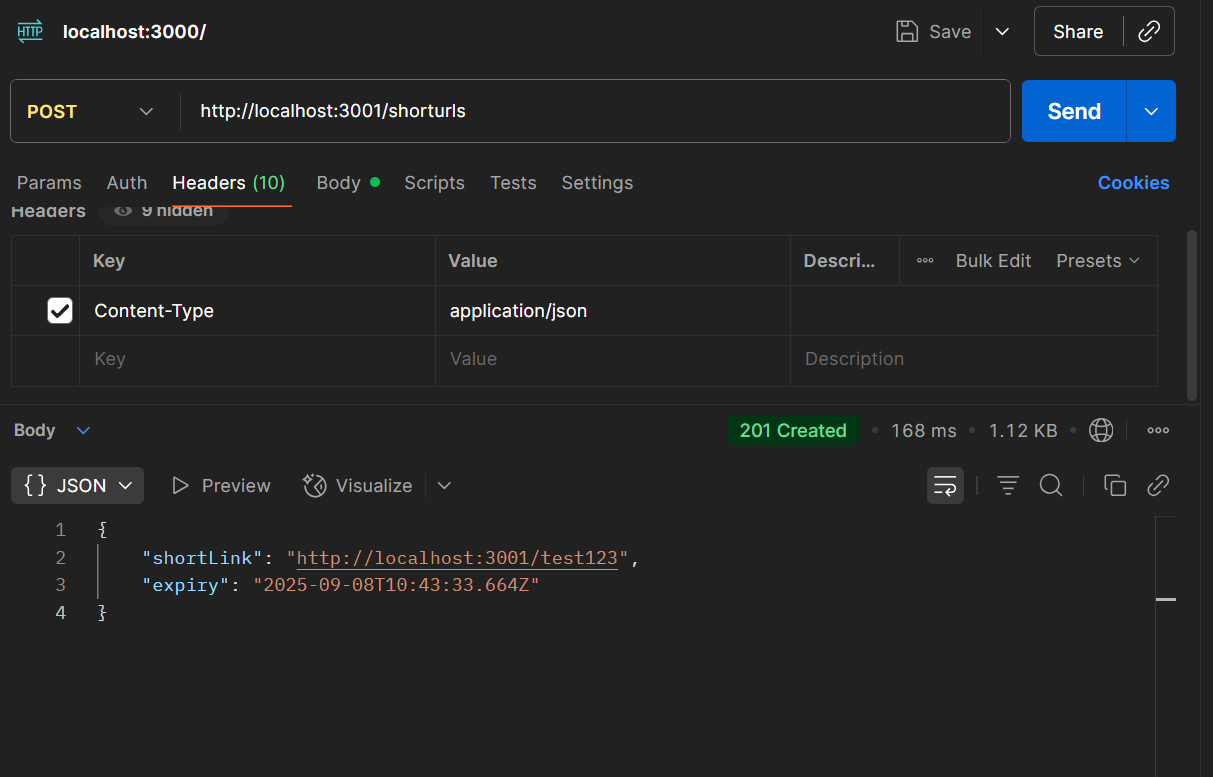 HTTP localhost:3000/ Save Share
POST http://localhost:3001/shorturls Send
Params Auth Headers (10) Body Scripts Tests Settings Cookies
Headers 9 hidden
Key Value Descri... Bulk Edit Presets
Content-Type application/json
Key Value Description
Body 201 Created • 168 ms • 1.12 KB •
{} JSON Preview Visualize
1 {
2 "shortLink": "http://localhost:3001/test123",
3 "expiry": "2025-09-08T10:43:33.664Z"
4 }